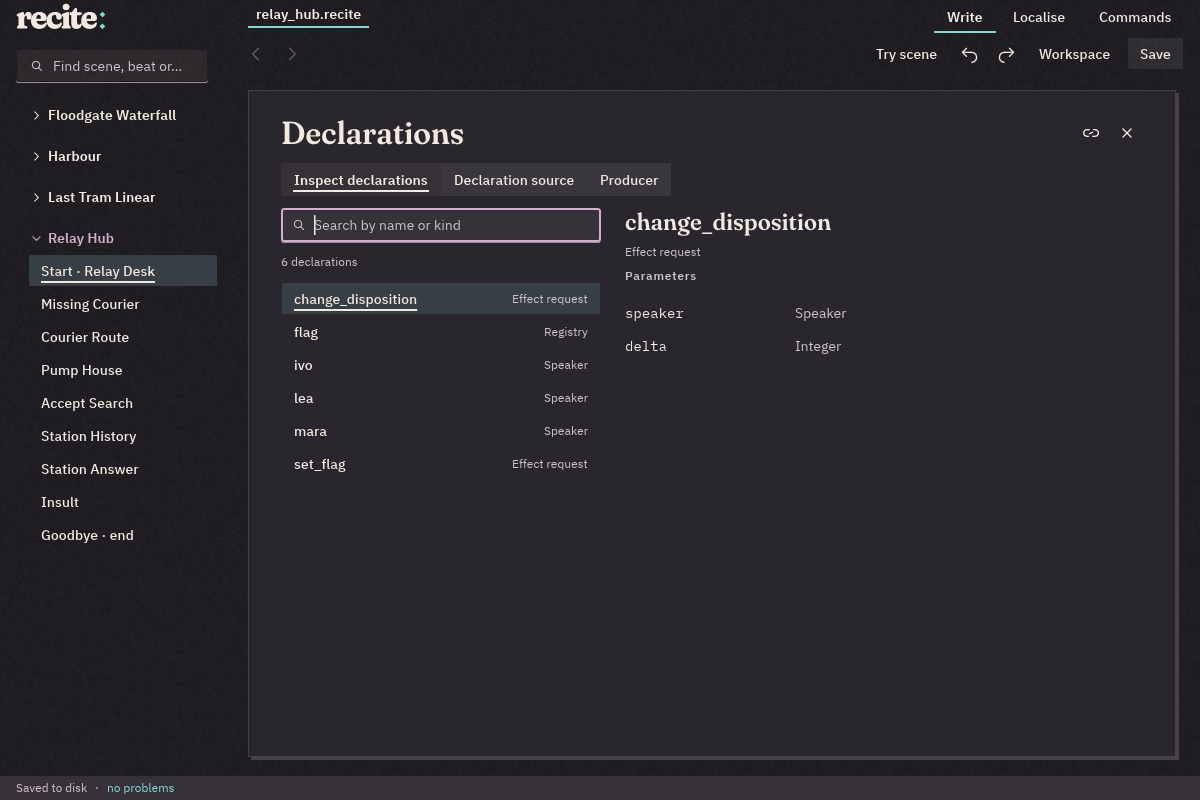 recite:
relay_hub.recite
Write
Localise
Commands
Find scene, beat or...
Try scene
Workspace
Save
Floodgate Waterfall
Harbour
Last Tram Linear
Relay Hub
Start · Relay Desk
Missing Courier
Courier Route
Pump House
Accept Search
Station History
Station Answer
Insult
Goodbye · end
Declarations
Inspect declarations
Declaration source
Producer
Search by name or kind
6 declarations
change_disposition Effect request
flag Registry
ivo Speaker
lea Speaker
mara Speaker
set_flag Effect request
change_disposition
Effect request
Parameters
speaker Speaker
delta Integer
Saved to disk · no problems